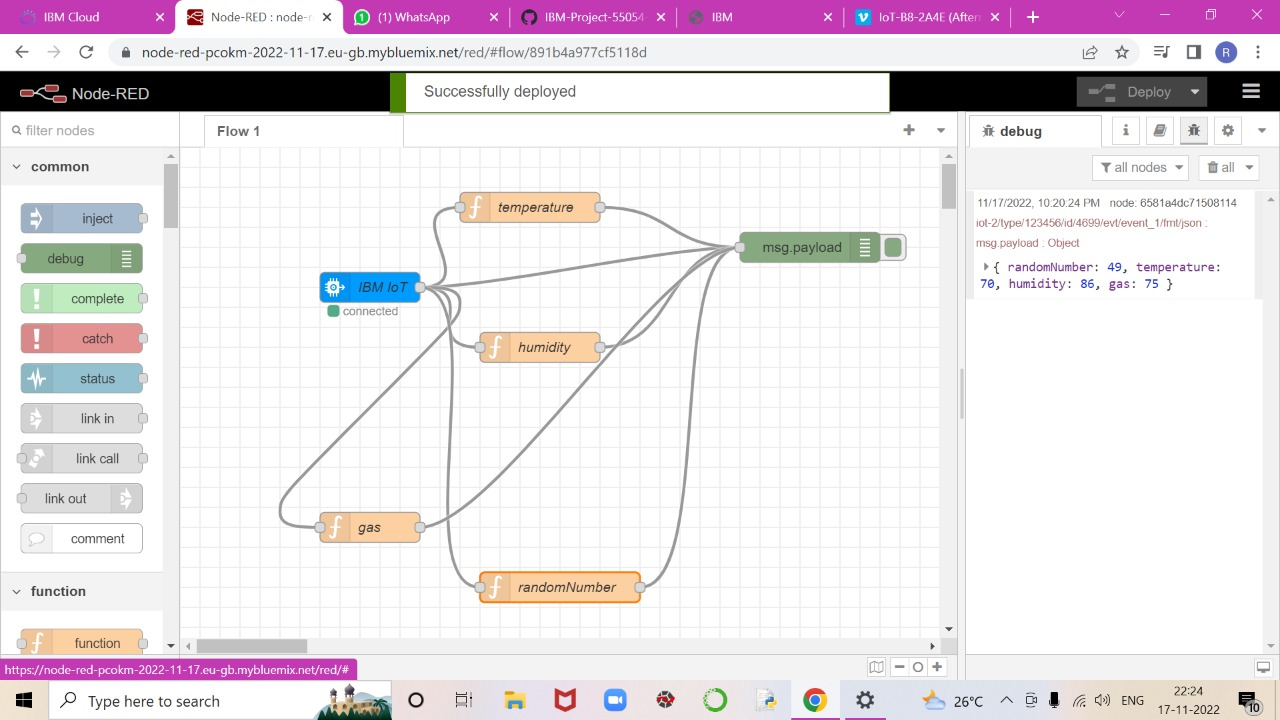 IBM Cloud
Node-RED : node-r
(1) WhatsApp
IBM-Project-55054
IBM
IoT-B8-2A4E (After
node-red-pcokm-2022-11-17.eu-gb.mybluemix.net/red/#flow/891b4a977cf5118d
R
Node-RED
Successfully deployed
Deploy
filter nodes
Flow 1
debug
common
all nodes
all
inject
debug
complete
catch
status
link in
link call
link out
comment
function
function
temperature
msg.payload
IBM IoT
connected
humidity
gas
randomNumber
11/17/2022, 10:20:24 PM node: 6581a4dc71508114
iot-2/type/123456/id/4699/evt/event_1/fmt/json :
msg.payload : Object
{ randomNumber: 49, temperature:
70, humidity: 86, gas: 75 }
https://node-red-pcokm-2022-11-17.eu-gb.mybluemix.net/red/#
Type here to search
26°C
ENG
22:24
17-11-2022
10